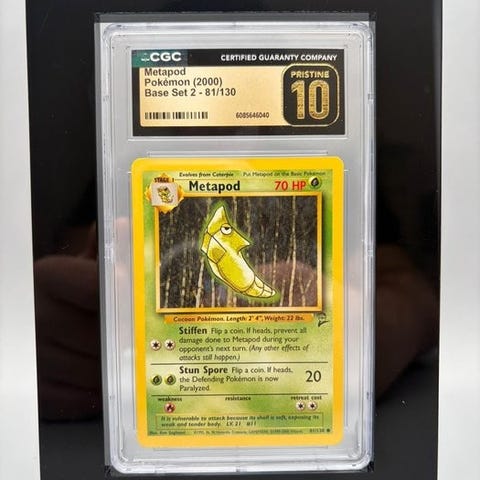 CGC
CERTIFIED GUARANTY COMPANY
Metapod
Pokémon (2000)
Base Set 2 - 81/130
PRISTINE
10
6085646040
STAGE 1
Evolves from Caterpie
Put Metapod on the Basic Pokémon
Metapod
70 HP
Cocoon Pokémon. Length: 2' 4", Weight: 22 lbs.
Stiffen Flip a coin. If heads, prevent all
damage done to Metapod during your
opponent's next turn. (Any other effects of
attacks still happen.)
Stun Spore Flip a coin. If heads,
the Defending Pokémon is now
Paralyzed.
20
weakness
resistance
retreat cost
It is vulnerable to attack because its shell is soft, exposing its
weak and tender body. LV. 21 #11
Illus. Ken Sugimori
81/130